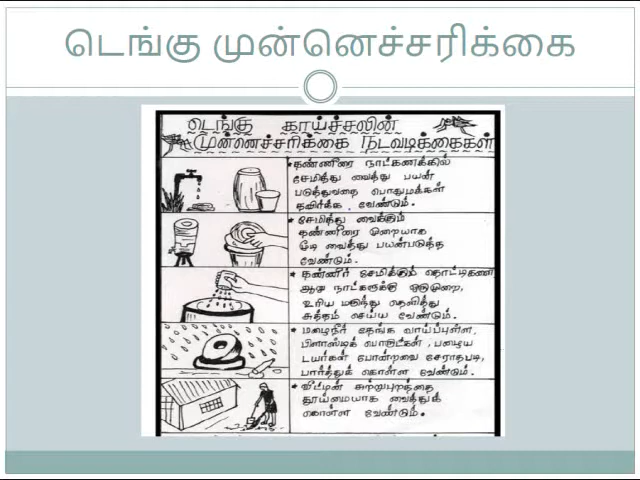 டெங்கு முன்னெச்சரிக்கை
டெங்கு காய்ச்சலின்
முன்னெச்சரிக்கை நடவடிக்கைகள்
* தண்ணீரை நாட்கணக்கில்
சேமித்து வைத்து பயன்
படுத்துவதை பொதுமக்கள்
தவிர்க்க வேண்டும்.
* சேமித்து வைக்கும்
தண்ணீரை முறையாக
மூடி வைத்து பயன்படுத்த
வேண்டும்.
* தண்ணீர் சேமிக்கும் தொட்டிகளை
ஆறு நாட்களுக்கு ஒருமுறை,
உரிய மருந்து தெளித்து
சுத்தம் செய்ய வேண்டும்.
* மழைநீர் தேங்க வாய்ப்புள்ள,
பிளாஸ்டிக் பொருட்கள், பழைய
டயர்கள் போன்றவை சேராதபடி,
பார்த்துக் கொள்ள வேண்டும்.
* வீட்டின் சுற்றுபுறத்தை
தூய்மையாக வைத்துக்
கொள்ள வேண்டும்.